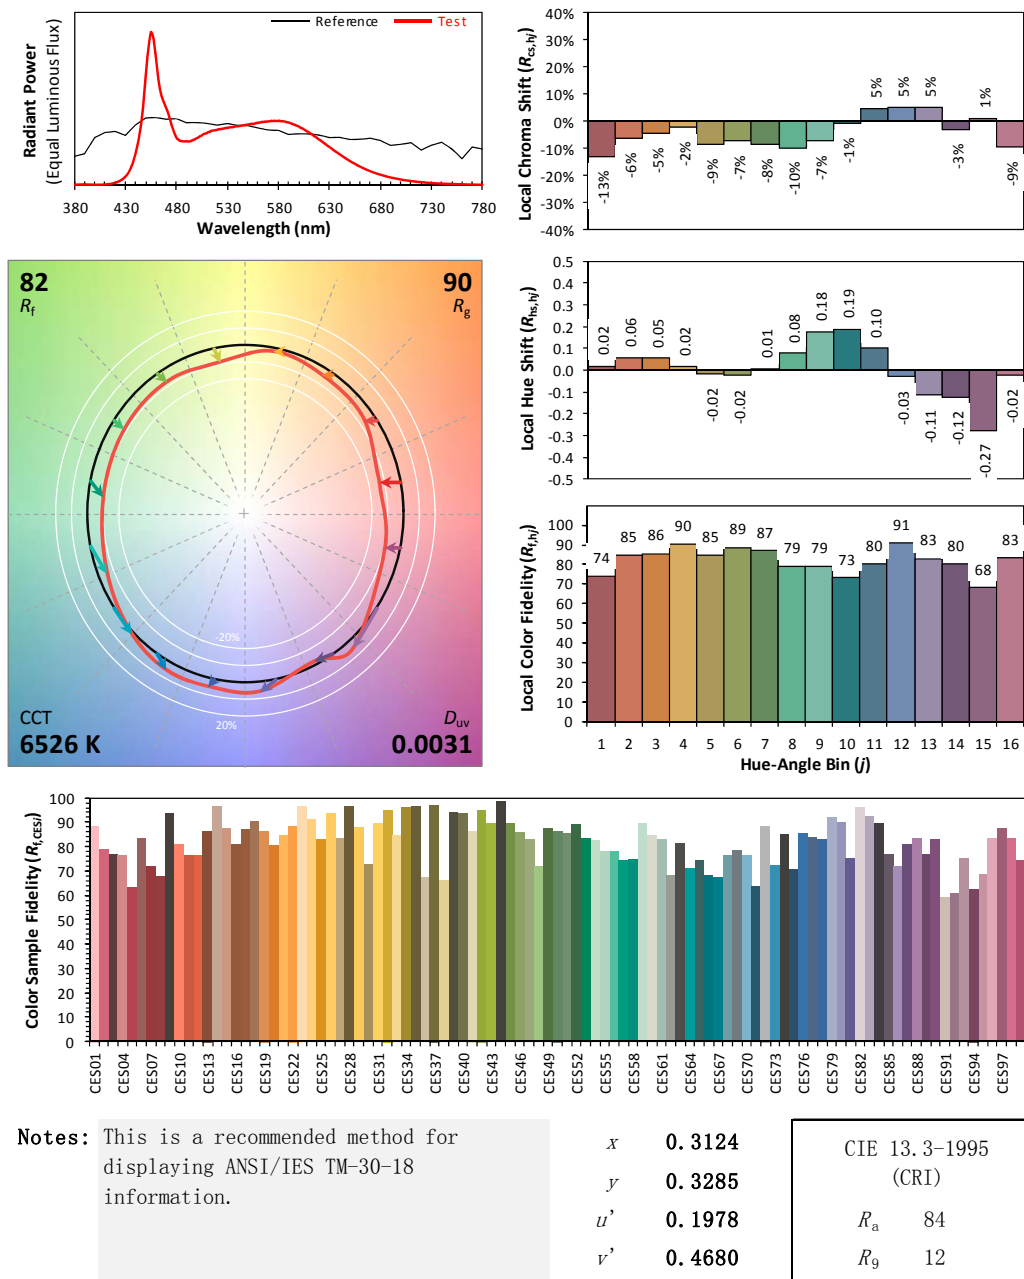 Reference
Test
Radiant Power
(Equal Luminous Flux)
380 430 480 530 580 630 680 730 780
Wavelength (nm)
Local Chroma Shift (Rcs,hj)
40%
30%
20%
10%
0%
-10%
-20%
-30%
-40%
-13% -6% -5% -2% -9% -7% -8% -10% -7% -1% 5% 5% 5% -3% 1% -9%
82
Rf
90
Rg
-20%
20%
CCT
6526 K
Duv
0.0031
Local Hue Shift (Rhs,hj)
0.5
0.4
0.3
0.2
0.1
0.0
-0.1
-0.2
-0.3
-0.4
-0.5
0.02 0.06 0.05 0.02 -0.02 -0.02 0.01 0.08 0.18 0.19 0.10 -0.03 -0.11 -0.12 -0.27 -0.02
Local Color Fidelity (Rf,hj)
100
90
80
70
60
50
40
30
20
10
0
74 85 86 90 85 89 87 79 79 73 80 91 83 80 68 83
1 2 3 4 5 6 7 8 9 10 11 12 13 14 15 16
Hue-Angle Bin (j)
Color Sample Fidelity (Rf,CESi)
100
90
80
70
60
50
40
30
20
10
0
CES01 CES04 CES07 CES10 CES13 CES16 CES19 CES22 CES25 CES28 CES31 CES34 CES37 CES40 CES43 CES46 CES49 CES52 CES55 CES58 CES61 CES64 CES67 CES70 CES73 CES76 CES79 CES82 CES85 CES88 CES91 CES94 CES97
Notes: This is a recommended method for
displaying ANSI/IES TM-30-18
information.
x 0.3124
y 0.3285
u' 0.1978
v' 0.4680
CIE 13.3-1995
(CRI)
Ra 84
R9 12